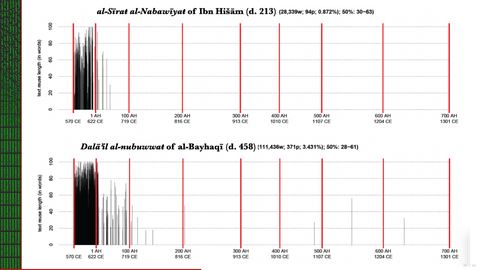 al-Sīrat al-Nabawīyat of Ibn Hišām (d. 213) (28,339w; 94p; 0.872%); 50%: 30–63)
text reuse length (in words)
100
80
60
40
20
0
1 AH 100 AH 200 AH 300 AH 400 AH 500 AH 600 AH 700 AH
570 CE 622 CE 719 CE 816 CE 913 CE 1010 CE 1107 CE 1204 CE 1301 CE
Dalāʾil al-nubuwwat of al-Bayhaqī (d. 458) (111,436w; 371p; 3.431%); 50%: 28–61)
text reuse length (in words)
100
80
60
40
20
0
1 AH 100 AH 200 AH 300 AH 400 AH 500 AH 600 AH 700 AH
570 CE 622 CE 719 CE 816 CE 913 CE 1010 CE 1107 CE 1204 CE 1301 CE